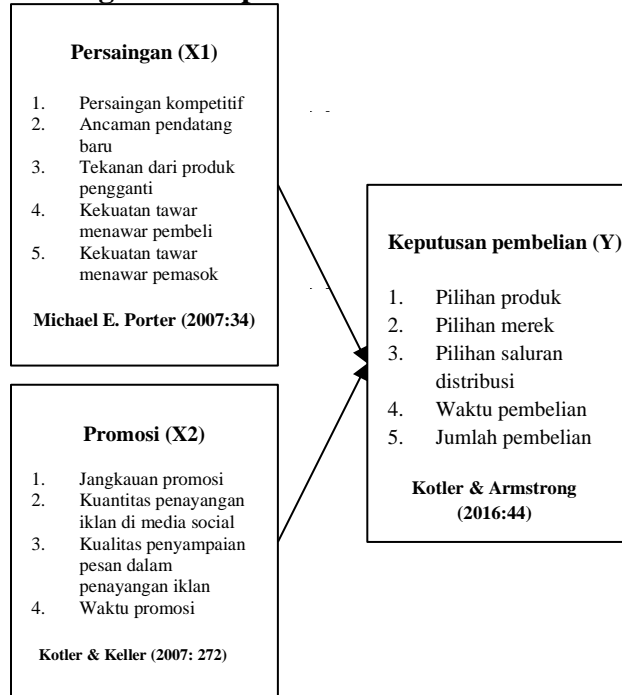 Persaingan (X1)
1. Persaingan kompetitif
2. Ancaman pendatang
baru
3. Tekanan dari produk
pengganti
4. Kekuatan tawar
menawar pembeli
5. Kekuatan tawar
menawar pemasok
Michael E. Porter (2007:34)
Promosi (X2)
1. Jangkauan promosi
2. Kuantitas penayangan
iklan di media social
3. Kualitas penyampaian
pesan dalam
penayangan iklan
4. Waktu promosi
Kotler & Keller (2007: 272)
Keputusan pembelian (Y)
1. Pilihan produk
2. Pilihan merek
3. Pilihan saluran
distribusi
4. Waktu pembelian
5. Jumlah pembelian
Kotler & Armstrong
(2016:44)